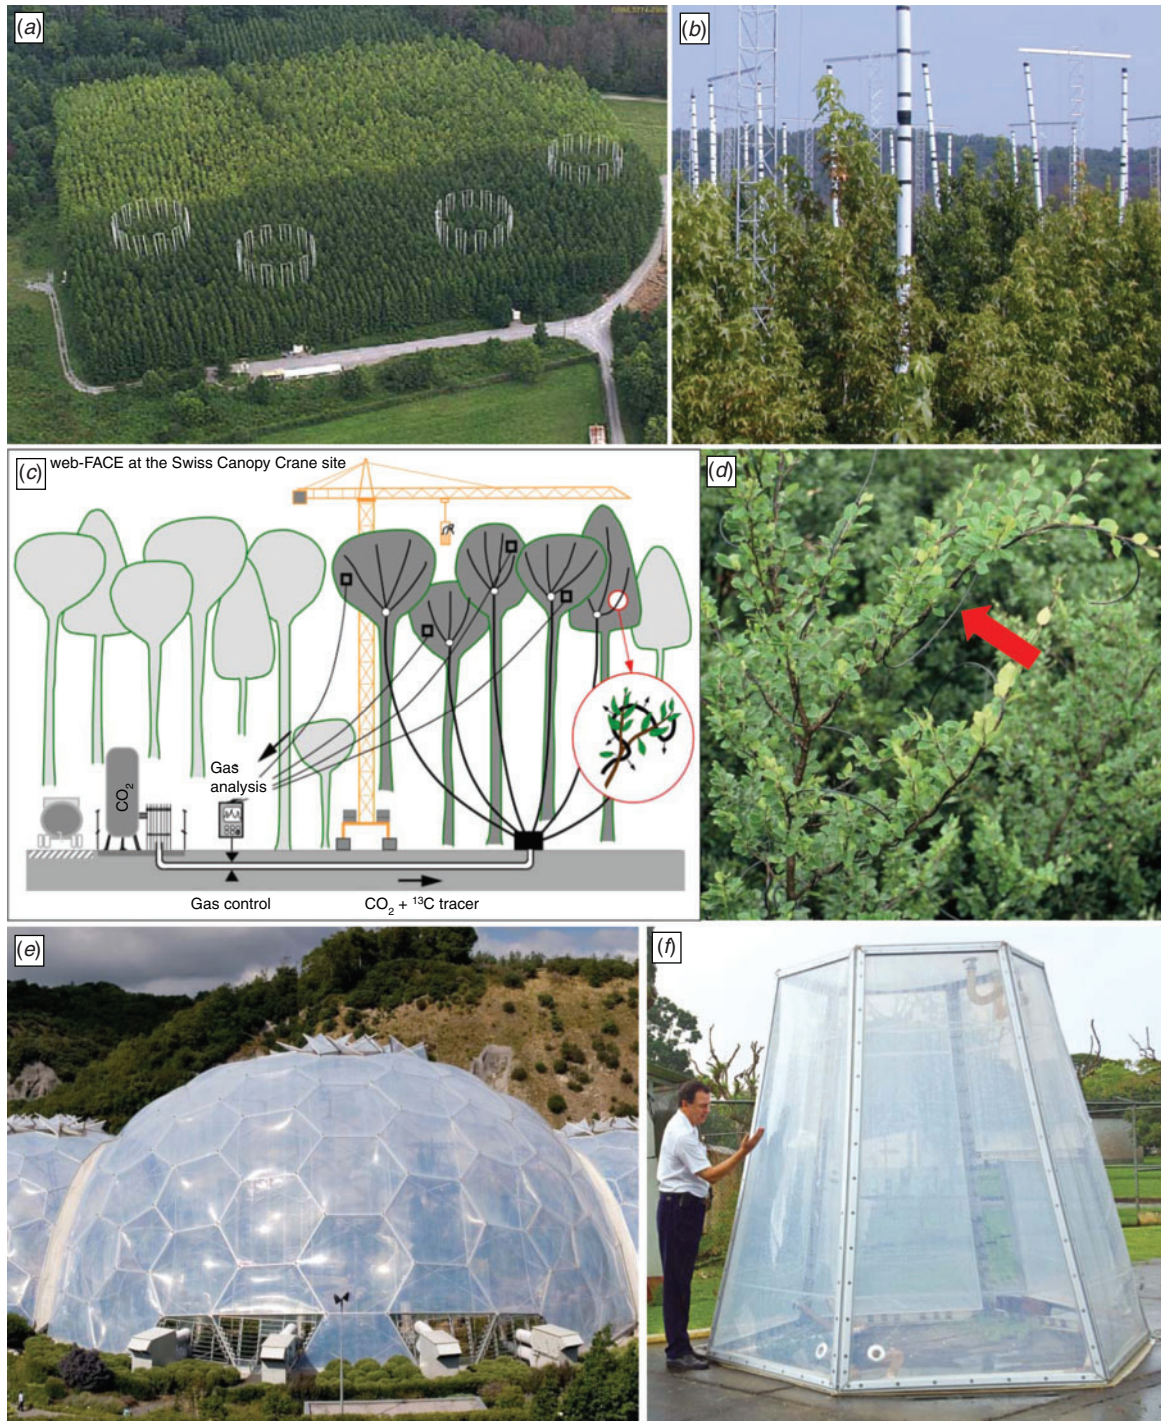 (a)
(b)
(c) web-FACE at the Swiss Canopy Crane site
(d)
CO2
Gas
analysis
Gas control
CO2 + 13C tracer
(e)
(f)